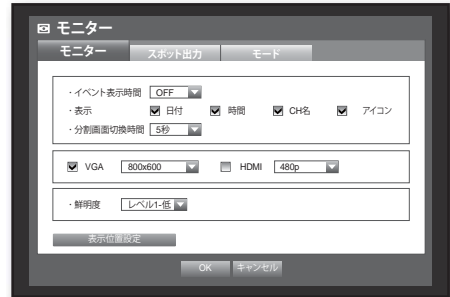 モニター
モニター スポット出力 モード
・イベント表示時間 OFF
・表示 日付 時間 CH名 アイコン
・分割画面切換時間 5秒
VGA 800x600 HDMI 480p
・鮮明度 レベル1-低
表示位置設定
OK キャンセル